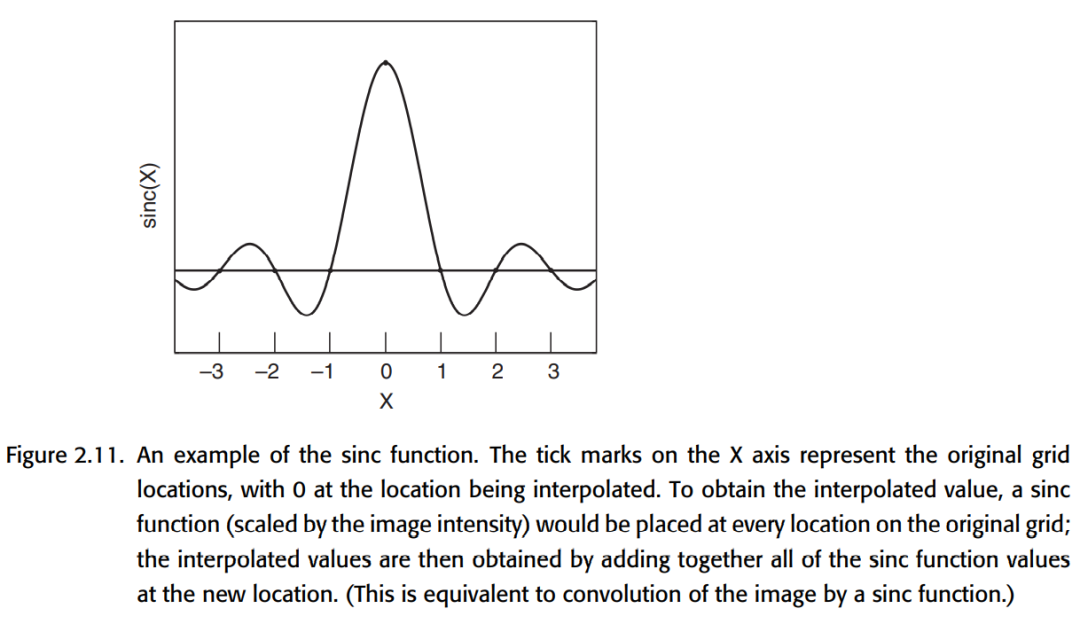 sinc(X)
–3 –2 –1 0 1 2 3
X
Figure 2.11. An example of the sinc function. The tick marks on the X axis represent the original grid
locations, with 0 at the location being interpolated. To obtain the interpolated value, a sinc
function (scaled by the image intensity) would be placed at every location on the original grid;
the interpolated values are then obtained by adding together all of the sinc function values
at the new location. (This is equivalent to convolution of the image by a sinc function.)